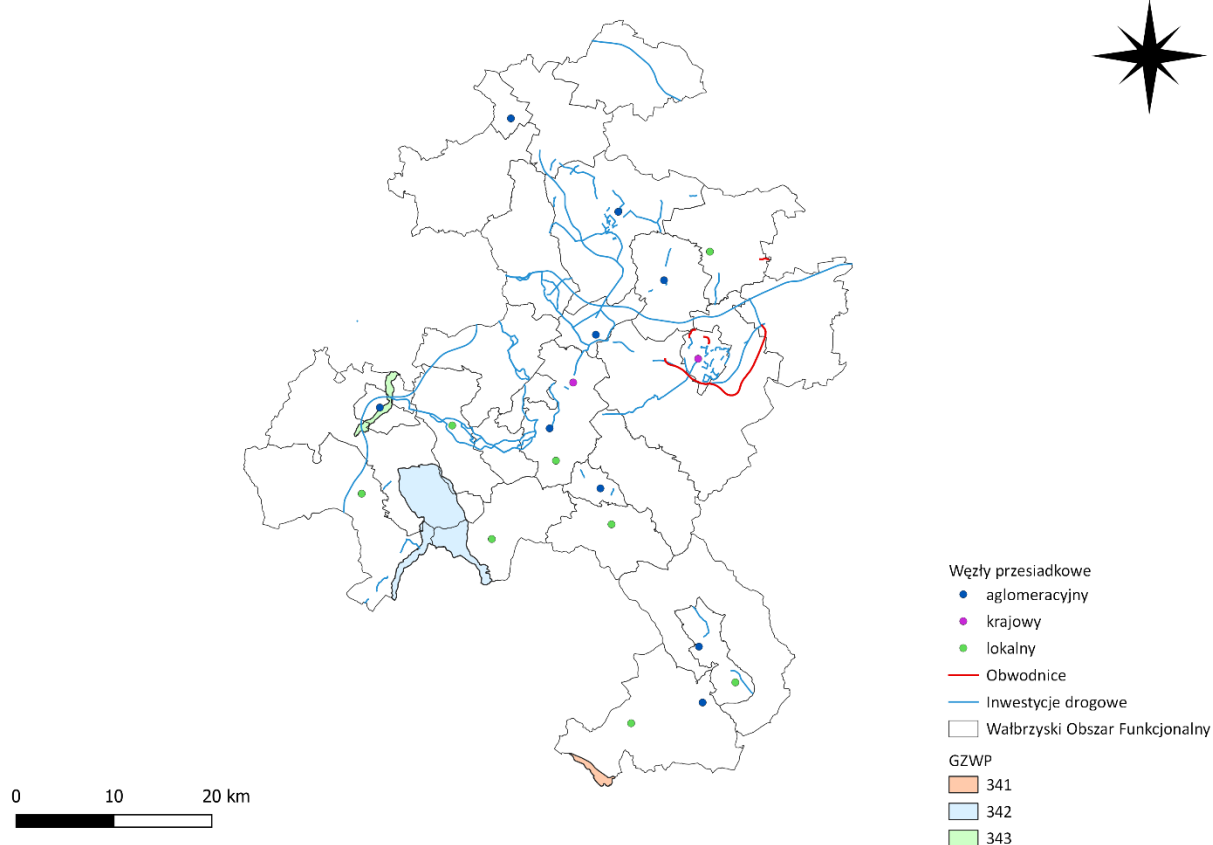 Węzły przesiadkowe
aglomeracyjny
krajowy
lokalny
Obwodnice
Inwestycje drogowe
Wałbrzyski Obszar Funkcjonalny
GZWP
341
342
343
0 10 20 km